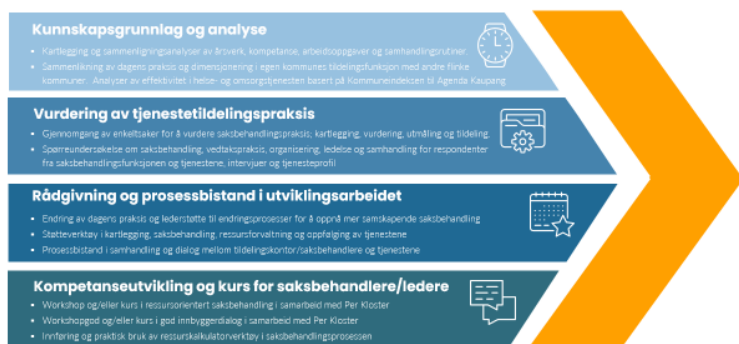 Kunnskapsgrunnlag og analyse
• Kartlegging og sammenligningsanalyser av årsverk, kompetanse, arbeidsoppgaver og samhandlingsrutiner.
• Sammenlikning av dagens praksis og dimensjonering i egen kommunes tildelingsfunksjon med andre flinke
kommuner. Analyser av effektivitet i helse- og omsorgstjenesten basert på Kommuneindeksen til Agenda Kaupang
Vurdering av tjenestetildelingspraksis
• Gjennomgang av enkeltsaker for å vurdere saksbehandlingspraksis; kartlegging, vurdering, utmåling og tildeling.
• Spørreundersøkelse om saksbehandling, vedtakspraksis, organisering, ledelse og samhandling for respondenter
fra saksbehandlingsfunksjonen og tjenestene, intervjuer og tjenesteprofil
Rådgivning og prosessbistand i utviklingsarbeidet
• Endring av dagens praksis og lederstøtte til endringsprosesser for å oppnå mer samskapende saksbehandling
• Støtteverktøy i kartlegging, saksbehandling, ressursforvaltning og oppfølging av tjenestene
• Prosessbistand i samhandling og dialog mellom tildelingskontor/saksbehandlere og tjenestene
Kompetanseutvikling og kurs for saksbehandlere/ledere
• Workshop og/eller kurs i ressursorientert saksbehandling i samarbeid med Per Kloster
• Workshopgod og/eller kurs i god innbyggerdialog i samarbeid med Per Kloster
• Innføring og praktisk bruk av ressurskalkulatorverktøy i saksbehandlingsprosessen